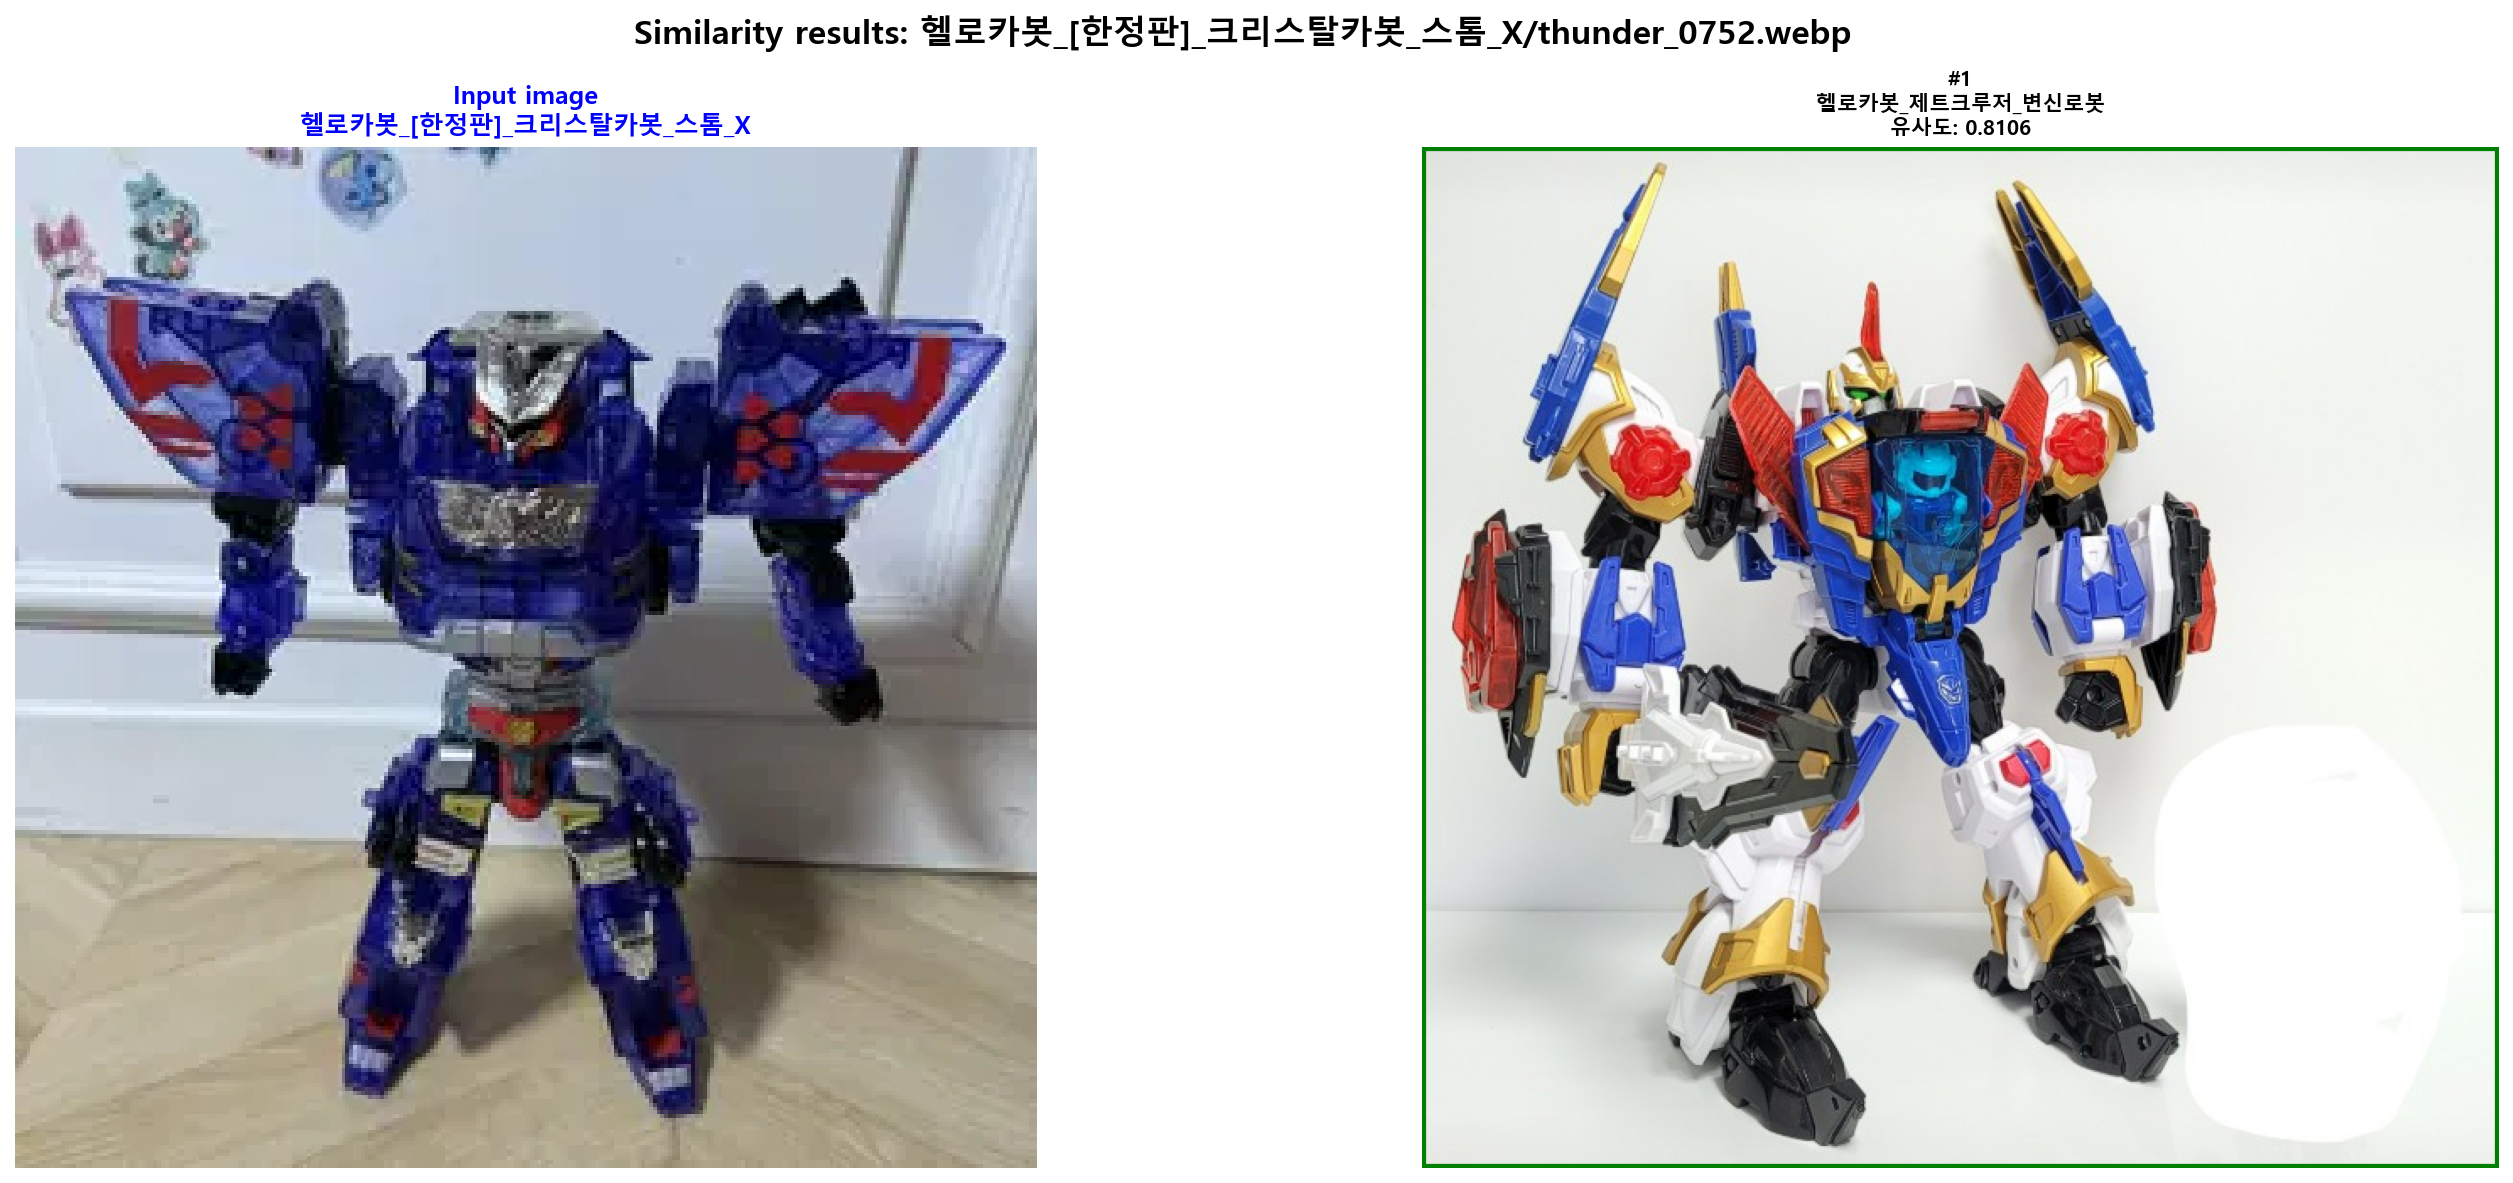 Similarity results: 헬로카봇_[한정판]_크리스탈카봇_스톰_X/thunder_0752.webp
Input image
헬로카봇_[한정판]_크리스탈카봇_스톰_X
#1
헬로카봇_제트크루저_변신로봇
유사도: 0.8106